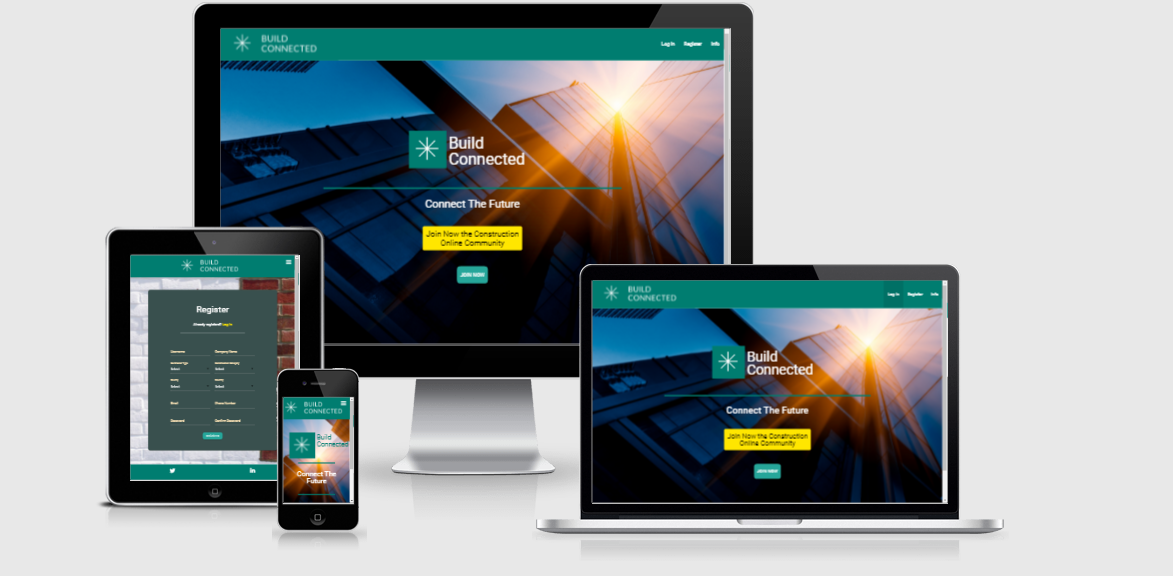 BUILD
CONNECTED
Log In Register Info
Build
Connected
Connect The Future
Join Now the Construction
Online Community
JOIN NOW
BUILD
CONNECTED
Register
Already registered? Log In
Username Company Name
Select Select
Select Select
Email Phone Number
Password Confirm Password
BUILD
CONNECTED
Build
Connected
Connect The
Future
BUILD
CONNECTED
Log In Register Info
Build
Connected
Connect The Future
Join Now the Construction
Online Community
JOIN NOW